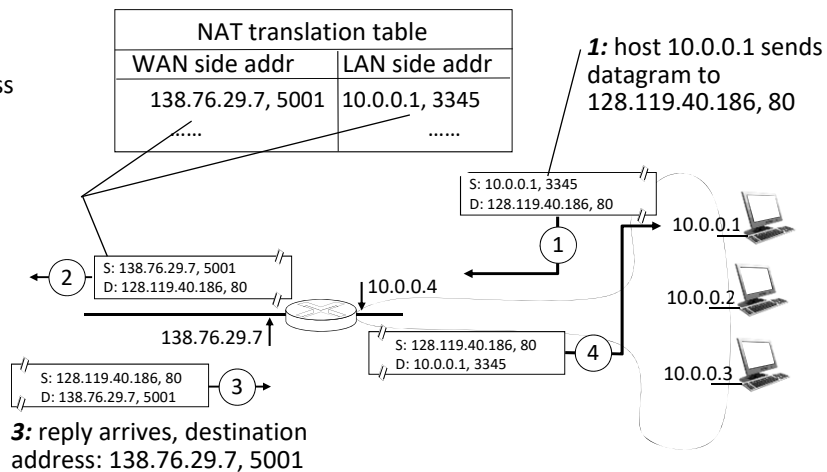 NAT translation table
WAN side addr LAN side addr
138.76.29.7, 5001 10.0.0.1, 3345
...... ......
1: host 10.0.0.1 sends
datagram to
128.119.40.186, 80
S: 10.0.0.1, 3345
D: 128.119.40.186, 80
1
10.0.0.1
S: 138.76.29.7, 5001
D: 128.119.40.186, 80
2
10.0.0.4
10.0.0.2
138.76.29.7
S: 128.119.40.186, 80
D: 10.0.0.1, 3345
4
S: 128.119.40.186, 80
D: 138.76.29.7, 5001
3
10.0.0.3
3: reply arrives, destination
address: 138.76.29.7, 5001